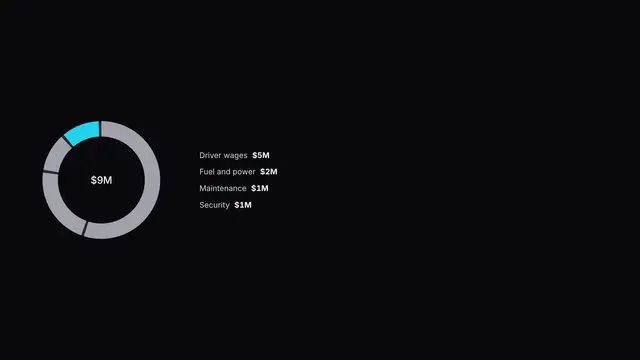 $9M
Driver wages $5M
Fuel and power $2M
Maintenance $1M
Security $1M